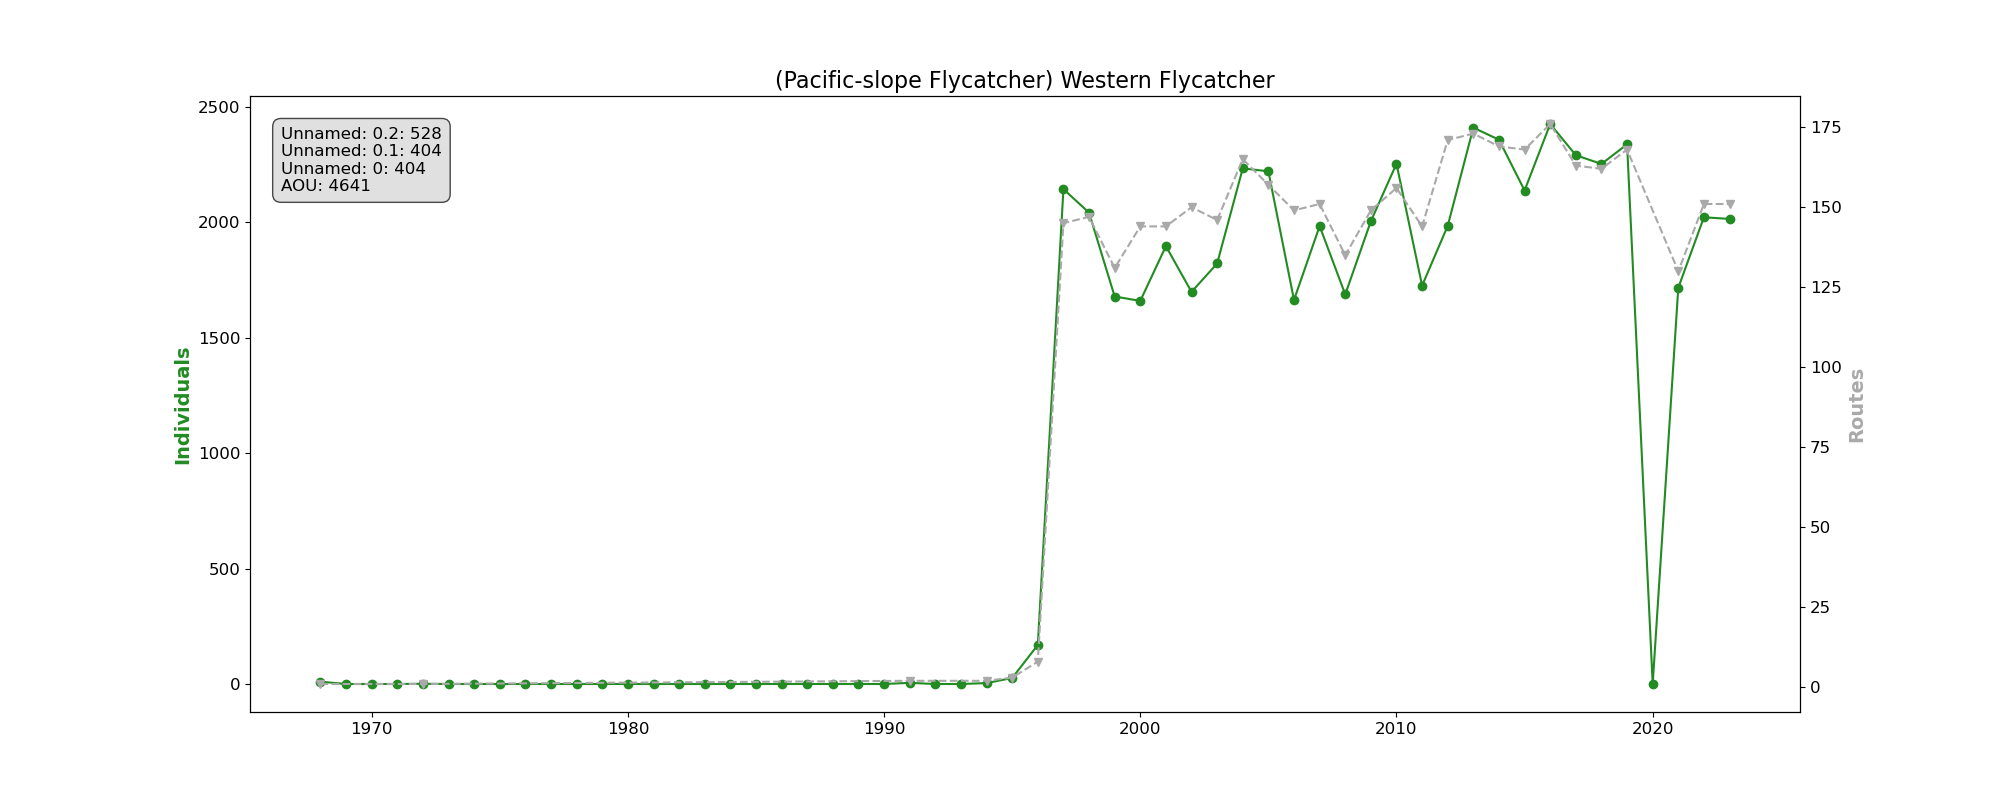 (Pacific-slope Flycatcher) Western Flycatcher
Unnamed: 0.2: 528
Unnamed: 0.1: 404
Unnamed: 0: 404
AOU: 4641
Individuals
2500
2000
1500
1000
500
0
175
150
125
100
75
50
25
0
Routes
1970 1980 1990 2000 2010 2020